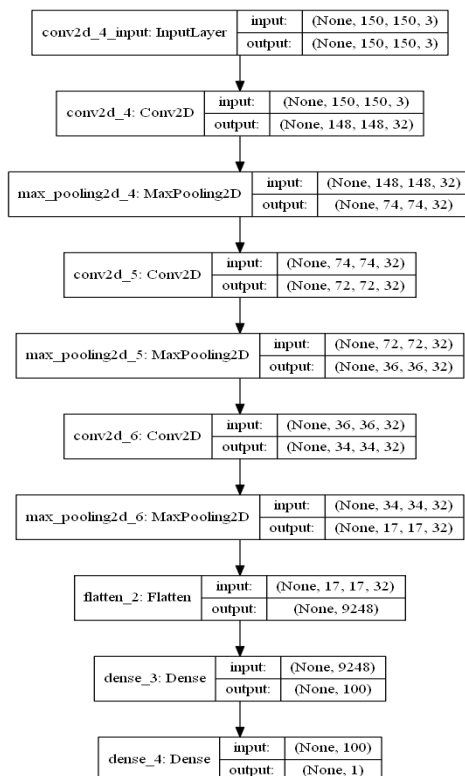 conv2d_4_input: InputLayer
input: (None, 150, 150, 3)
output: (None, 150, 150, 3)
conv2d_4: Conv2D
input: (None, 150, 150, 3)
output: (None, 148, 148, 32)
max_pooling2d_4: MaxPooling2D
input: (None, 148, 148, 32)
output: (None, 74, 74, 32)
conv2d_5: Conv2D
input: (None, 74, 74, 32)
output: (None, 72, 72, 32)
max_pooling2d_5: MaxPooling2D
input: (None, 72, 72, 32)
output: (None, 36, 36, 32)
conv2d_6: Conv2D
input: (None, 36, 36, 32)
output: (None, 34, 34, 32)
max_pooling2d_6: MaxPooling2D
input: (None, 34, 34, 32)
output: (None, 17, 17, 32)
flatten_2: Flatten
input: (None, 17, 17, 32)
output: (None, 9248)
dense_3: Dense
input: (None, 9248)
output: (None, 100)
dense_4: Dense
input: (None, 100)
output: (None, 1)